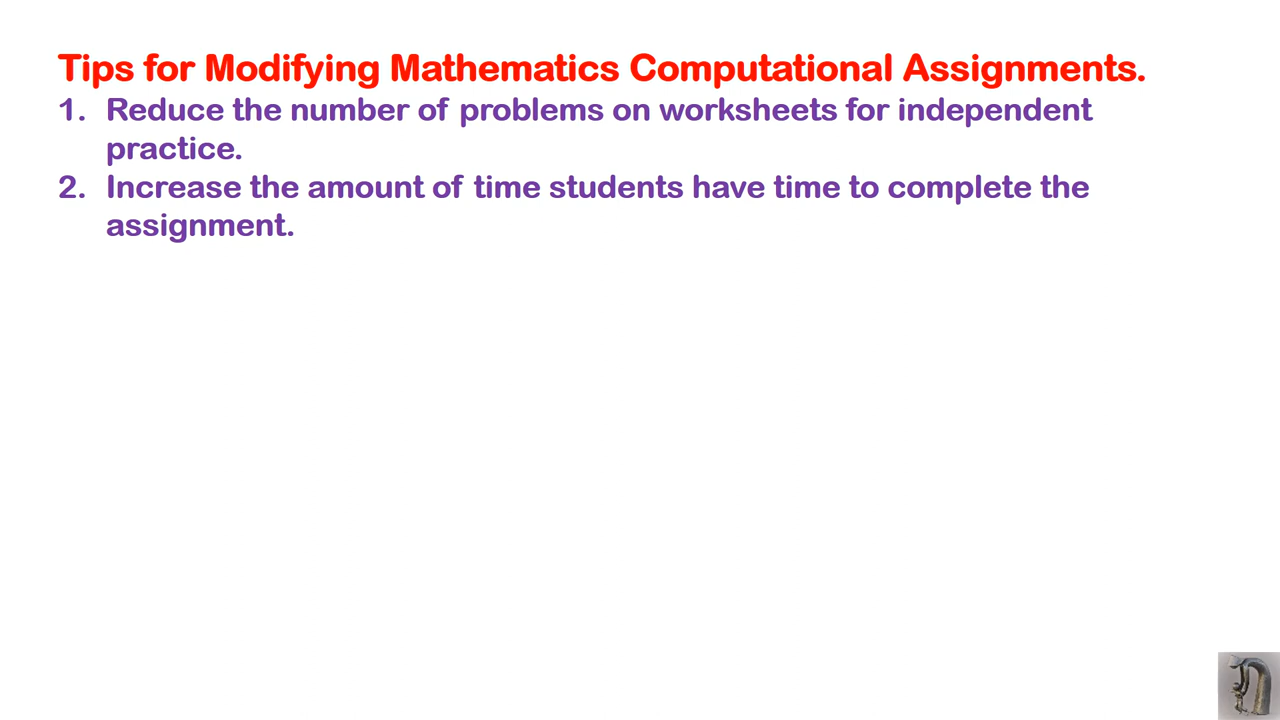 Tips for Modifying Mathematics Computational Assignments.
1. Reduce the number of problems on worksheets for independent
practice.
2. Increase the amount of time students have time to complete the
assignment.